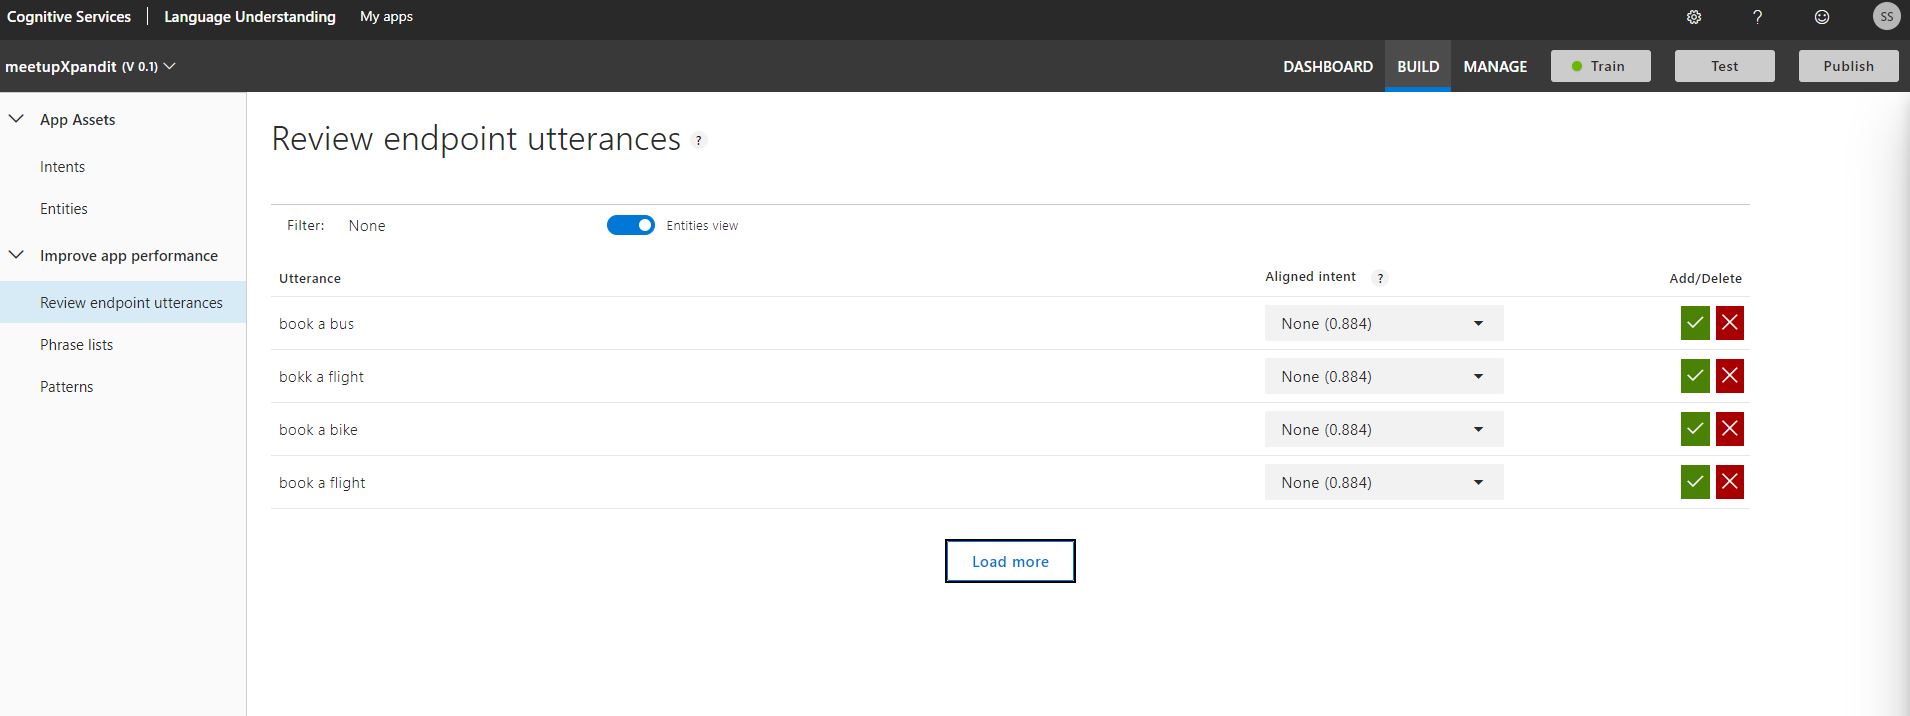 Cognitive Services Language Understanding My apps ? SS
meetupXpandit (V 0.1) DASHBOARD BUILD MANAGE Train Test Publish
App Assets
Intents
Entities
Improve app performance
Review endpoint utterances
Phrase lists
Patterns
Review endpoint utterances ?
Filter: None Entities view
Utterance Aligned intent ? Add/Delete
book a bus None (0.884)
bokk a flight None (0.884)
book a bike None (0.884)
book a flight None (0.884)
Load more